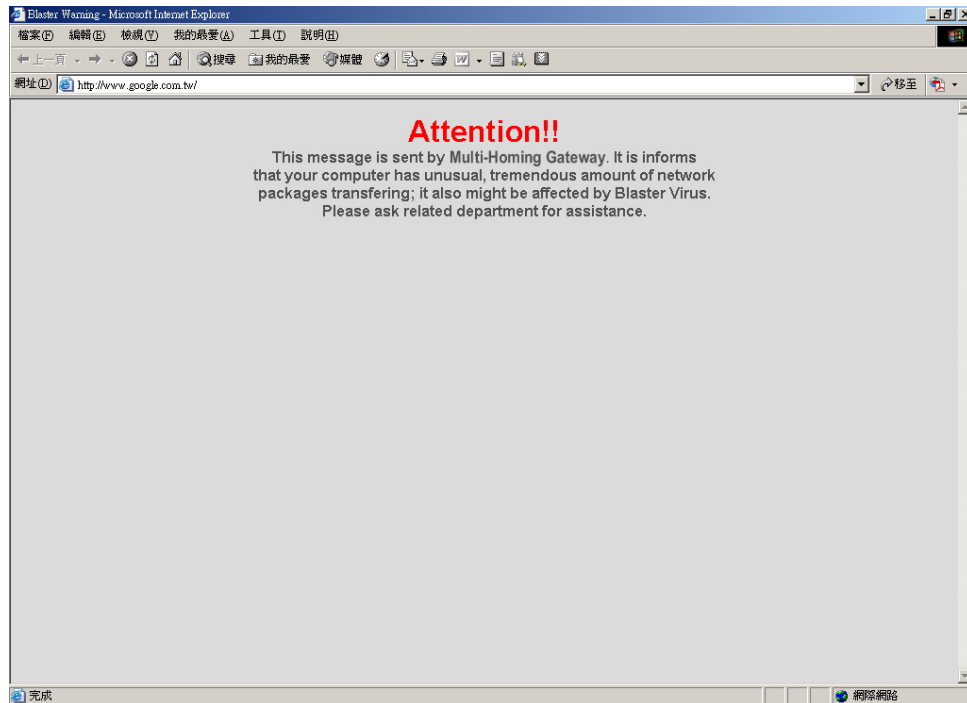 Blaster Warning - Microsoft Internet Explorer
檔案(F) 編輯(E) 檢視(V) 我的最愛(A) 工具(T) 說明(H)
上一頁 搜尋 我的最愛 媒體
網址(D) http://www.google.com.tw/ 移至
Attention!!
This message is sent by Multi-Homing Gateway. It is informs
that your computer has unusual, tremendous amount of network
packages transfering; it also might be affected by Blaster Virus.
Please ask related department for assistance.
完成 網際網路